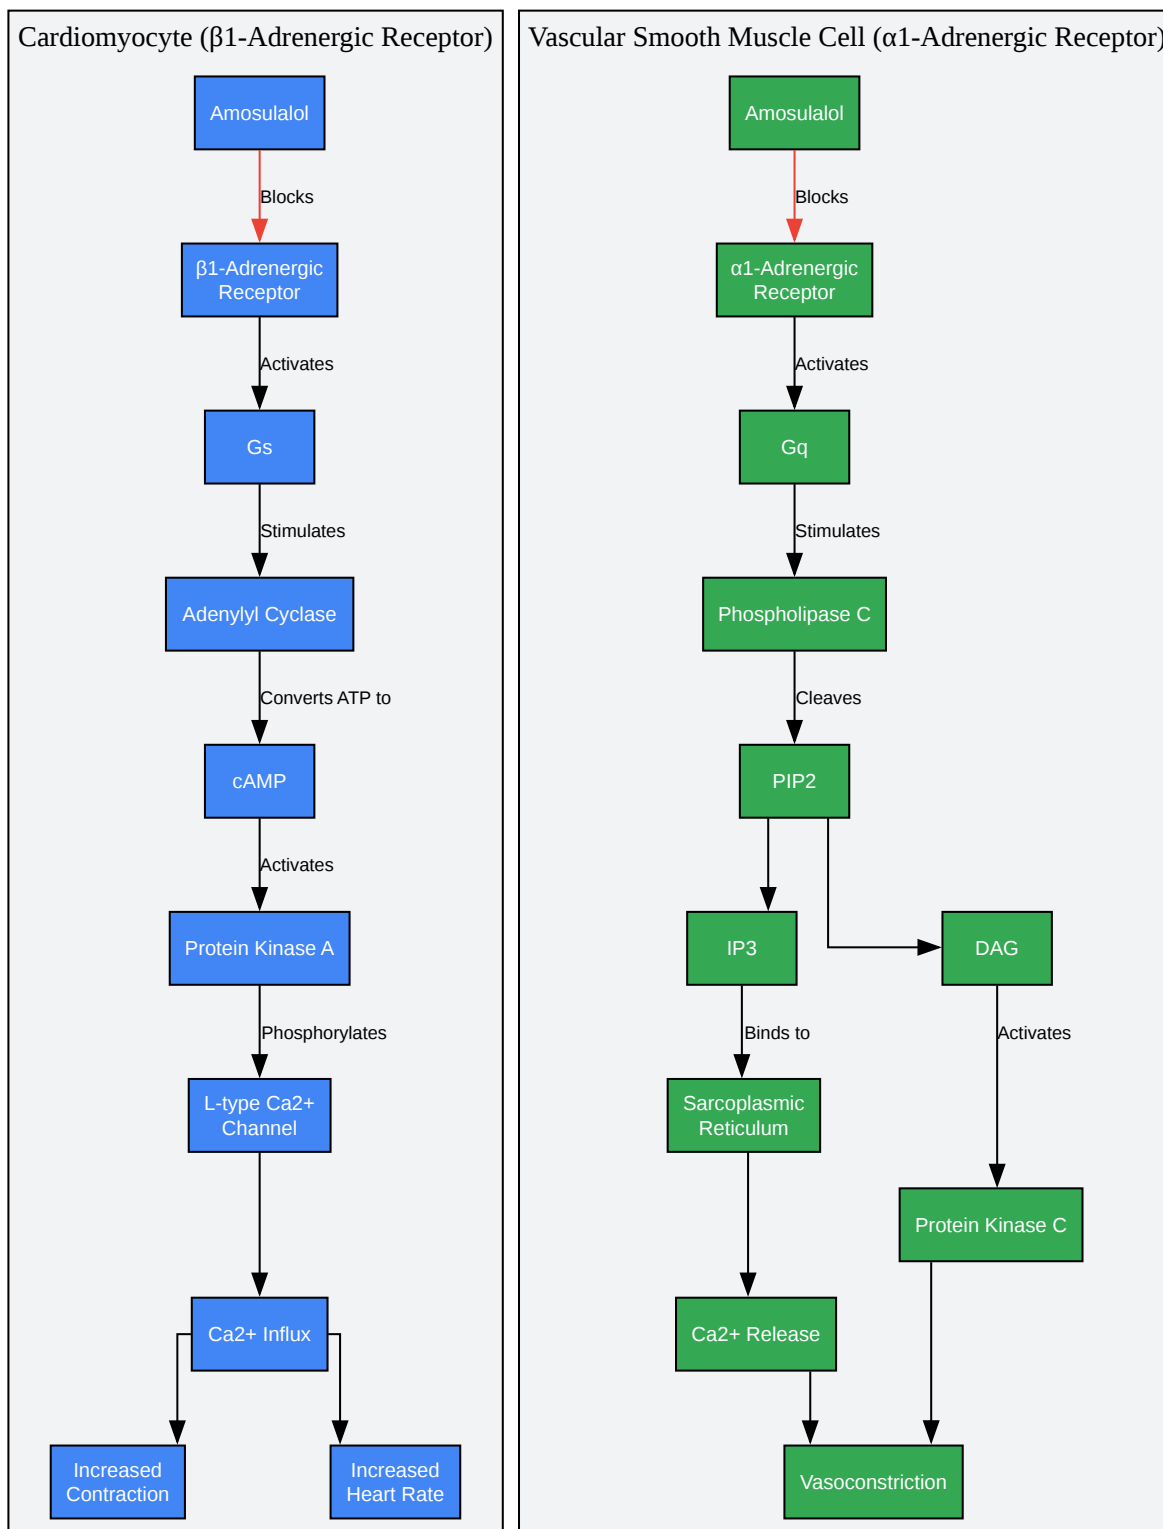 Cardiomyocyte (β1-Adrenergic Receptor)
Amosulalol
Blocks
β1-Adrenergic
Receptor
Activates
Gs
Stimulates
Adenylyl Cyclase
Converts ATP to
cAMP
Activates
Protein Kinase A
Phosphorylates
L-type Ca2+
Channel
Ca2+ Influx
Increased
Contraction
Increased
Heart Rate
Vascular Smooth Muscle Cell (α1-Adrenergic Receptor)
Amosulalol
Blocks
α1-Adrenergic
Receptor
Activates
Gq
Stimulates
Phospholipase C
Cleaves
PIP2
IP3
DAG
Binds to
Activates
Sarcoplasmic
Reticulum
Protein Kinase C
Ca2+ Release
Vasoconstriction